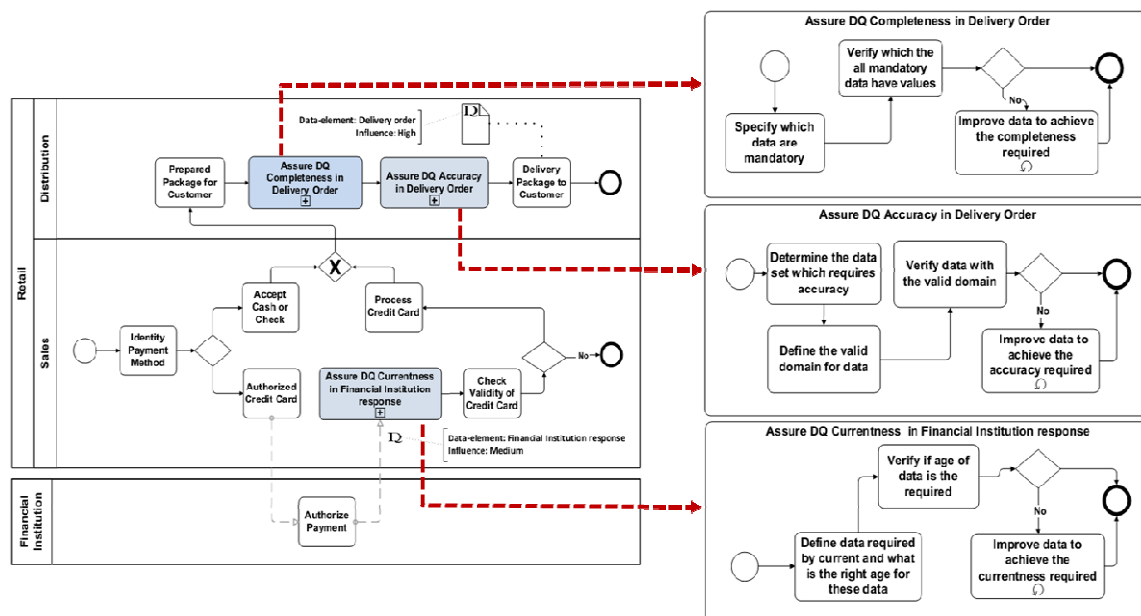 Assure DQ Completeness in Delivery Order
Verify which the
all mandatory
data have values
No
Specify which
data are
mandatory
Improve data to achieve
the completeness
required
Retail
Distribution
Data-element: Delivery order
Influence: High
D
Prepared
Package for
Customer
Assure DQ
Completeness in
Delivery Order
Assure DQ Accuracy
in Delivery Order
Delivery
Package to
Customer
Assure DQ Accuracy in Delivery Order
Determine the data
set which requires
accuracy
Verify data with
the valid domain
No
Define the valid
domain for data
Improve data to
achieve the
accuracy required
Sales
X
Accept
Cash or
Check
Process
Credit Card
Identity
Payment
Method
No
Authorized
Credit Card
Assure DQ Currentness
in Financial Institution
response
Check
Validity of
Credit Card
Data-element: Financial Institution response
Influence: Medium
Assure DQ Currentness in Financial Institution response
Verify if age of
data is the
required
No
Define data required
by current and what
is the right age for
these data
Improve data to
achieve the
currentness required
Financial
Institution
Authorize
Payment